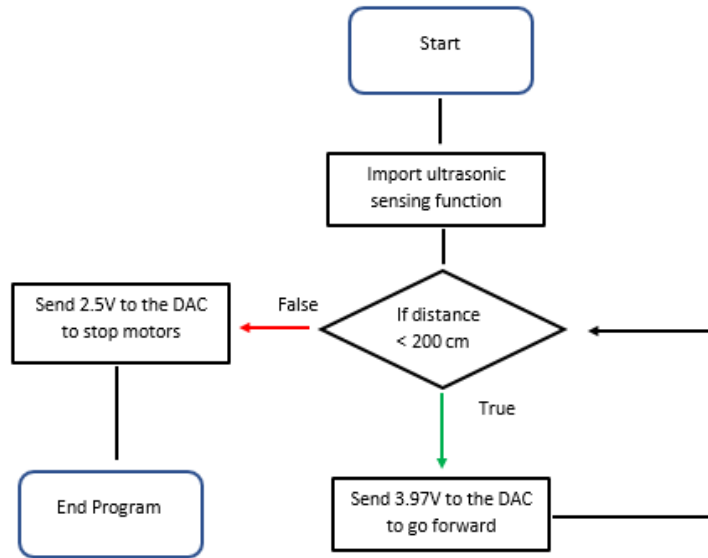 Start
Import ultrasonic
sensing function
If distance
< 200 cm
False
Send 2.5V to the DAC
to stop motors
True
End Program
Send 3.97V to the DAC
to go forward